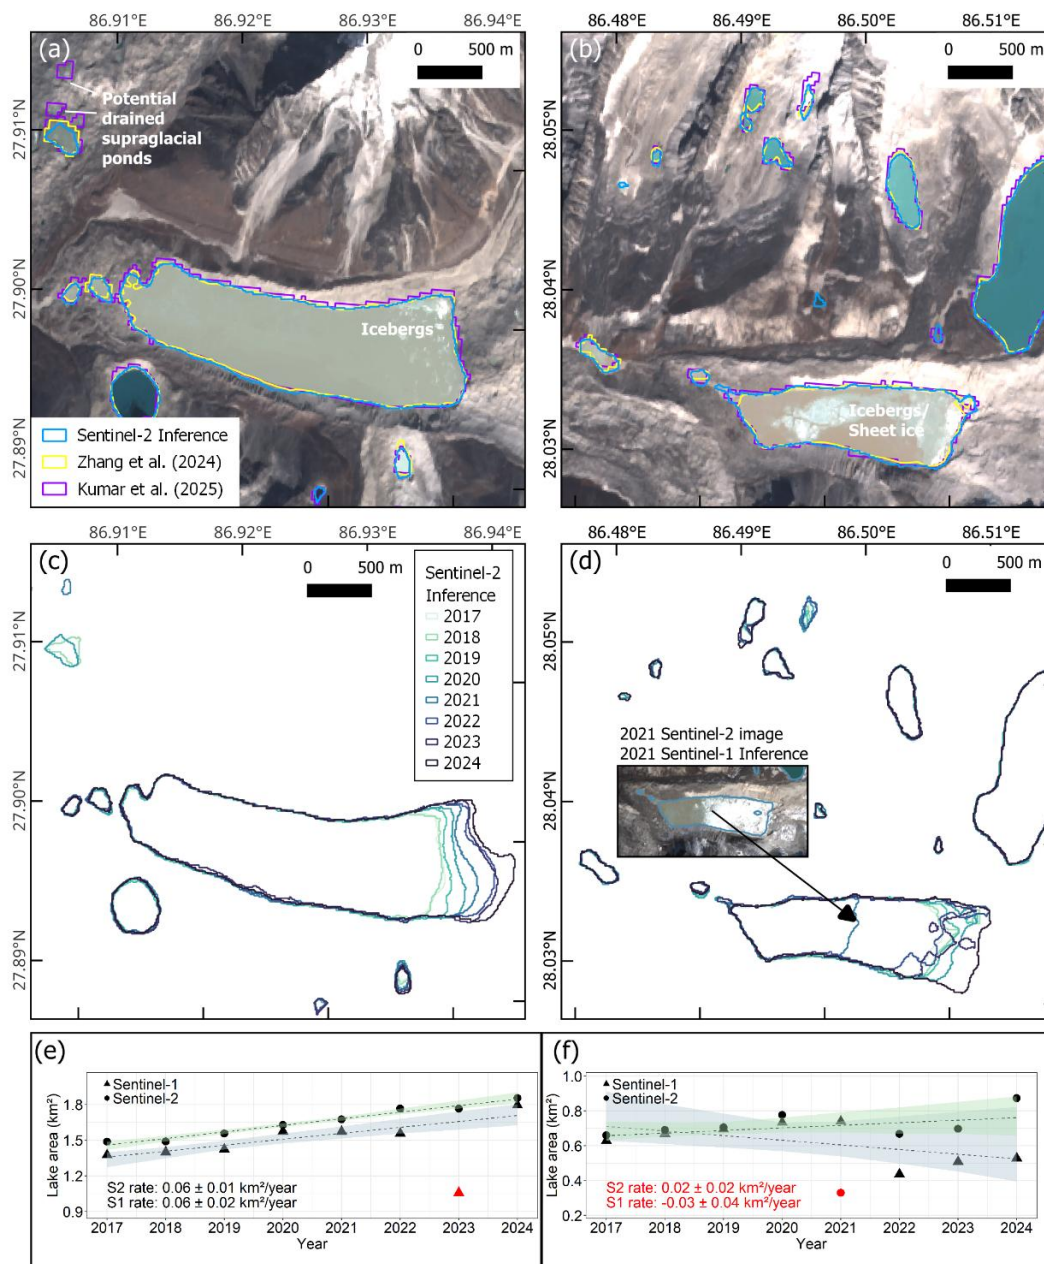 86.91°E 86.92°E 86.93°E 86.94°E
86.48°E 86.49°E 86.50°E 86.51°E
(a)
0 500 m
Potential
drained
supraglacial
ponds
27.91°N
27.90°N
27.89°N
Icebergs
Sentinel-2 Inference
Zhang et al. (2024)
Kumar et al. (2025)
(b)
0 500 m
28.05°N
28.04°N
28.03°N
Icebergs/
Sheet ice
86.91°E 86.92°E 86.93°E 86.94°E
86.48°E 86.49°E 86.50°E 86.51°E
(c)
0 500 m
Sentinel-2
Inference
2017
2018
2019
2020
2021
2022
2023
2024
27.91°N
27.90°N
27.89°N
(d)
0 500 m
28.05°N
28.04°N
28.03°N
2021 Sentinel-2 image
2021 Sentinel-1 Inference
(e)
Sentinel-1
Sentinel-2
Lake area (km²)
1.8
1.5
1.2
0.9
S2 rate: 0.06 ± 0.01 km²/year
S1 rate: 0.06 ± 0.02 km²/year
2017 2018 2019 2020 2021 2022 2023 2024
Year
(f)
Sentinel-1
Sentinel-2
Lake area (km²)
1.0
0.8
0.6
0.4
0.2
S2 rate: 0.02 ± 0.02 km²/year
S1 rate: -0.03 ± 0.04 km²/year
2017 2018 2019 2020 2021 2022 2023 2024
Year